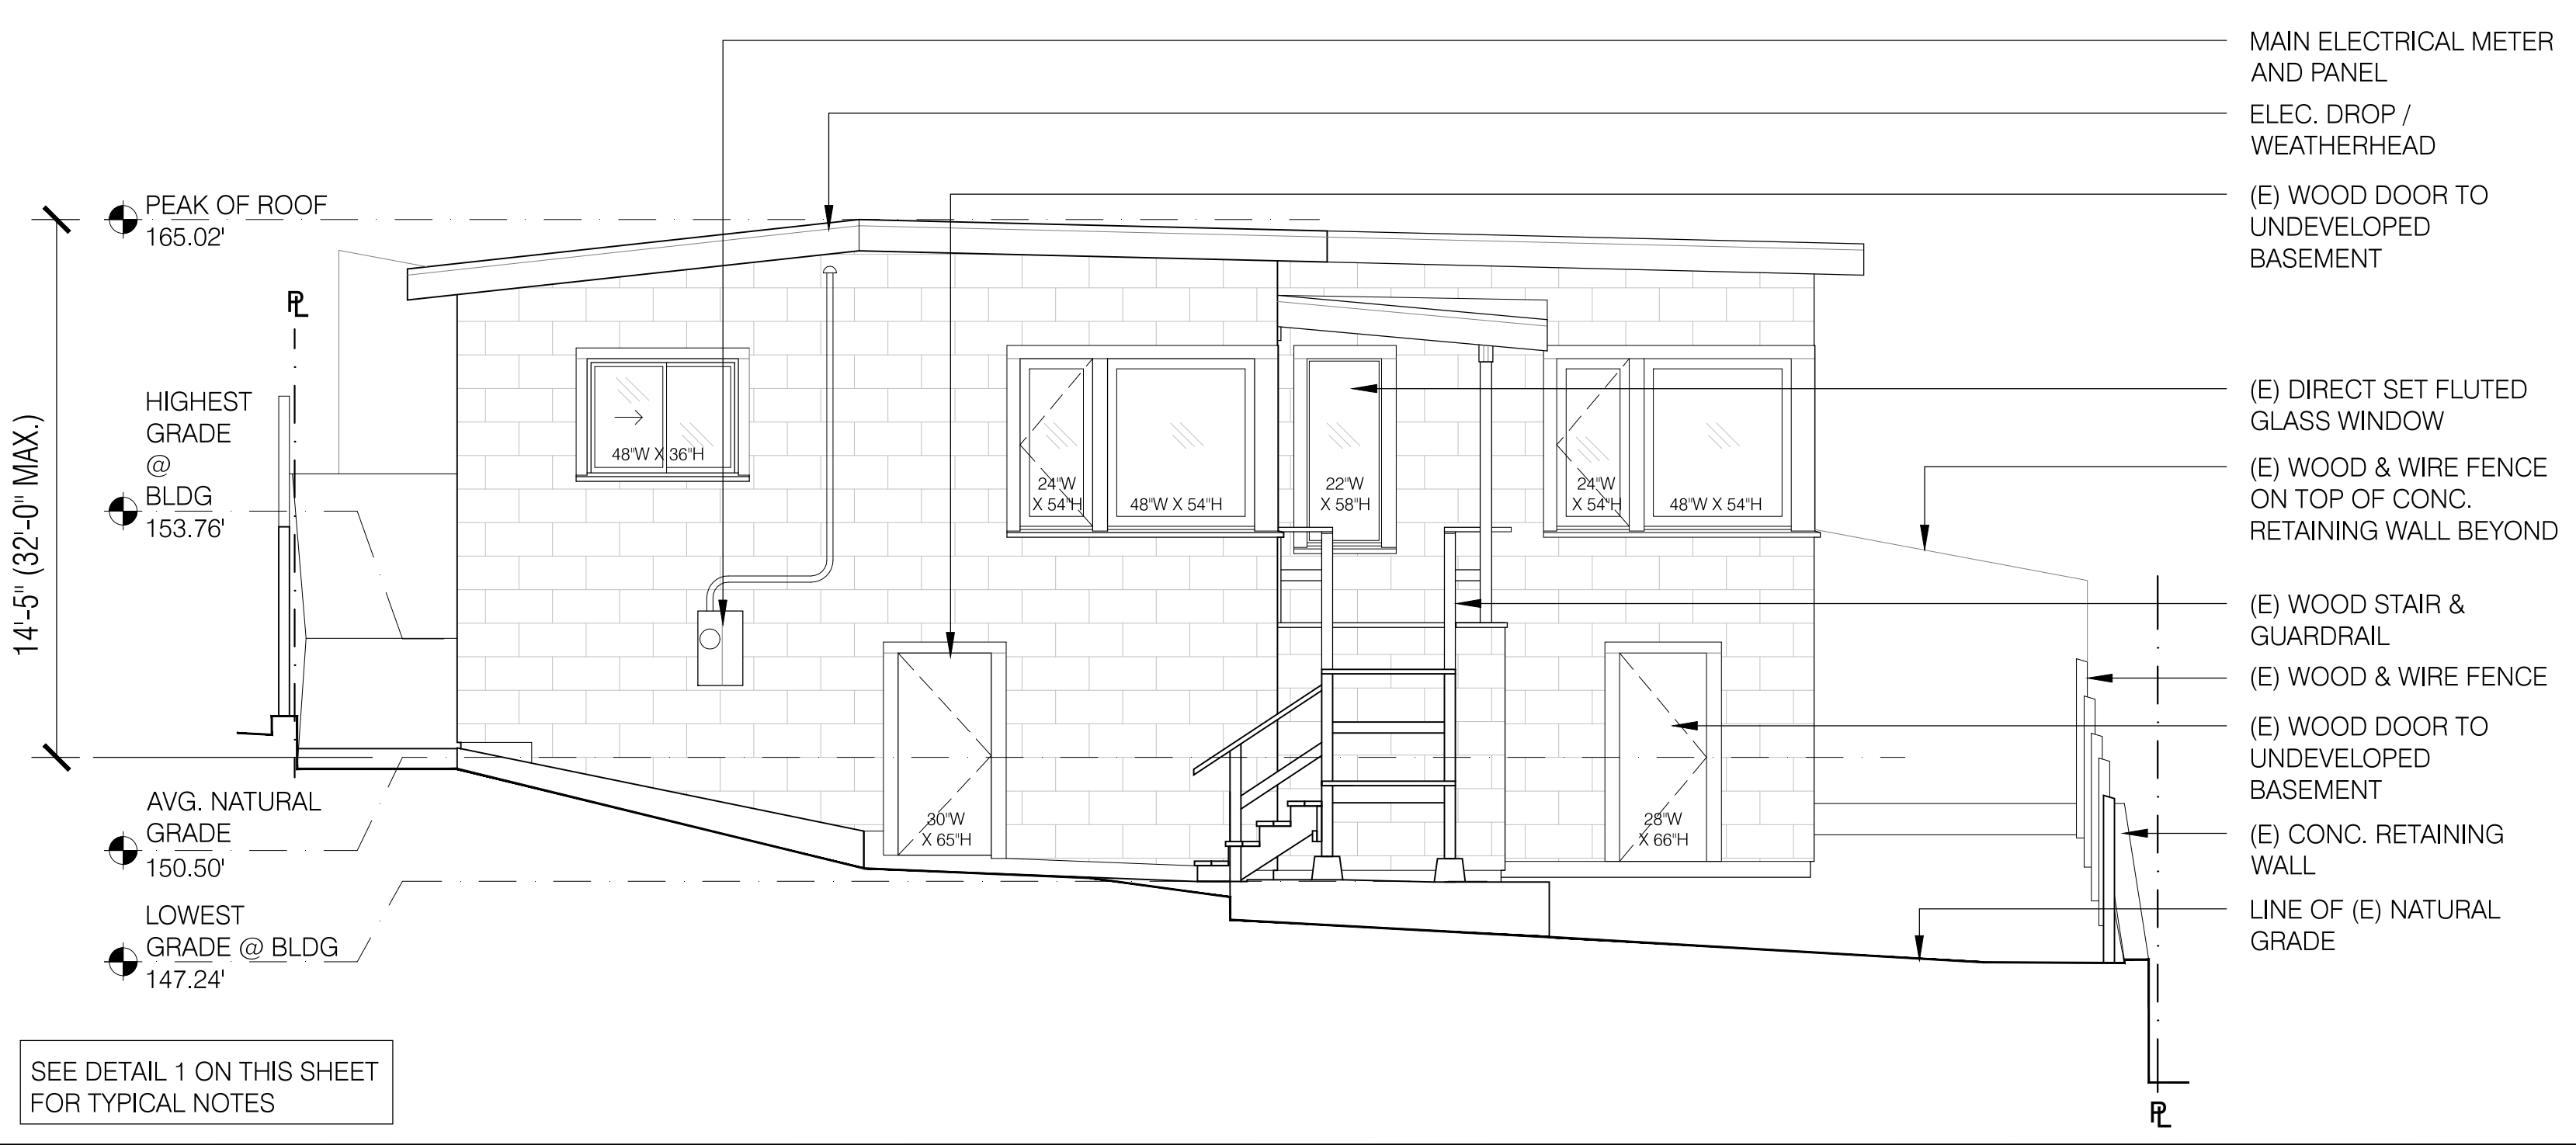 MAIN ELECTRICAL METER
AND PANEL
ELEC. DROP /
WEATHERHEAD
(E) WOOD DOOR TO
UNDEVELOPED
BASEMENT
(E) DIRECT SET FLUTED
GLASS WINDOW
(E) WOOD & WIRE FENCE
ON TOP OF CONC.
RETAINING WALL BEYOND
(E) WOOD STAIR &
GUARDRAIL
(E) WOOD & WIRE FENCE
(E) WOOD DOOR TO
UNDEVELOPED
BASEMENT
(E) CONC. RETAINING
WALL
LINE OF (E) NATURAL
GRADE
PEAK OF ROOF
165.02'
PL
HIGHEST
GRADE
@
BLDG
153.76'
14'-5" (32'-0" MAX.)
AVG. NATURAL
GRADE
150.50'
LOWEST
GRADE @ BLDG
147.24'
48"W X 36"H
24"W
X 54"H
48"W X 54"H
22"W
X 58"H
24"W
X 54"H
48"W X 54"H
30"W
X 65"H
28"W
X 66"H
PL
SEE DETAIL 1 ON THIS SHEET
FOR TYPICAL NOTES